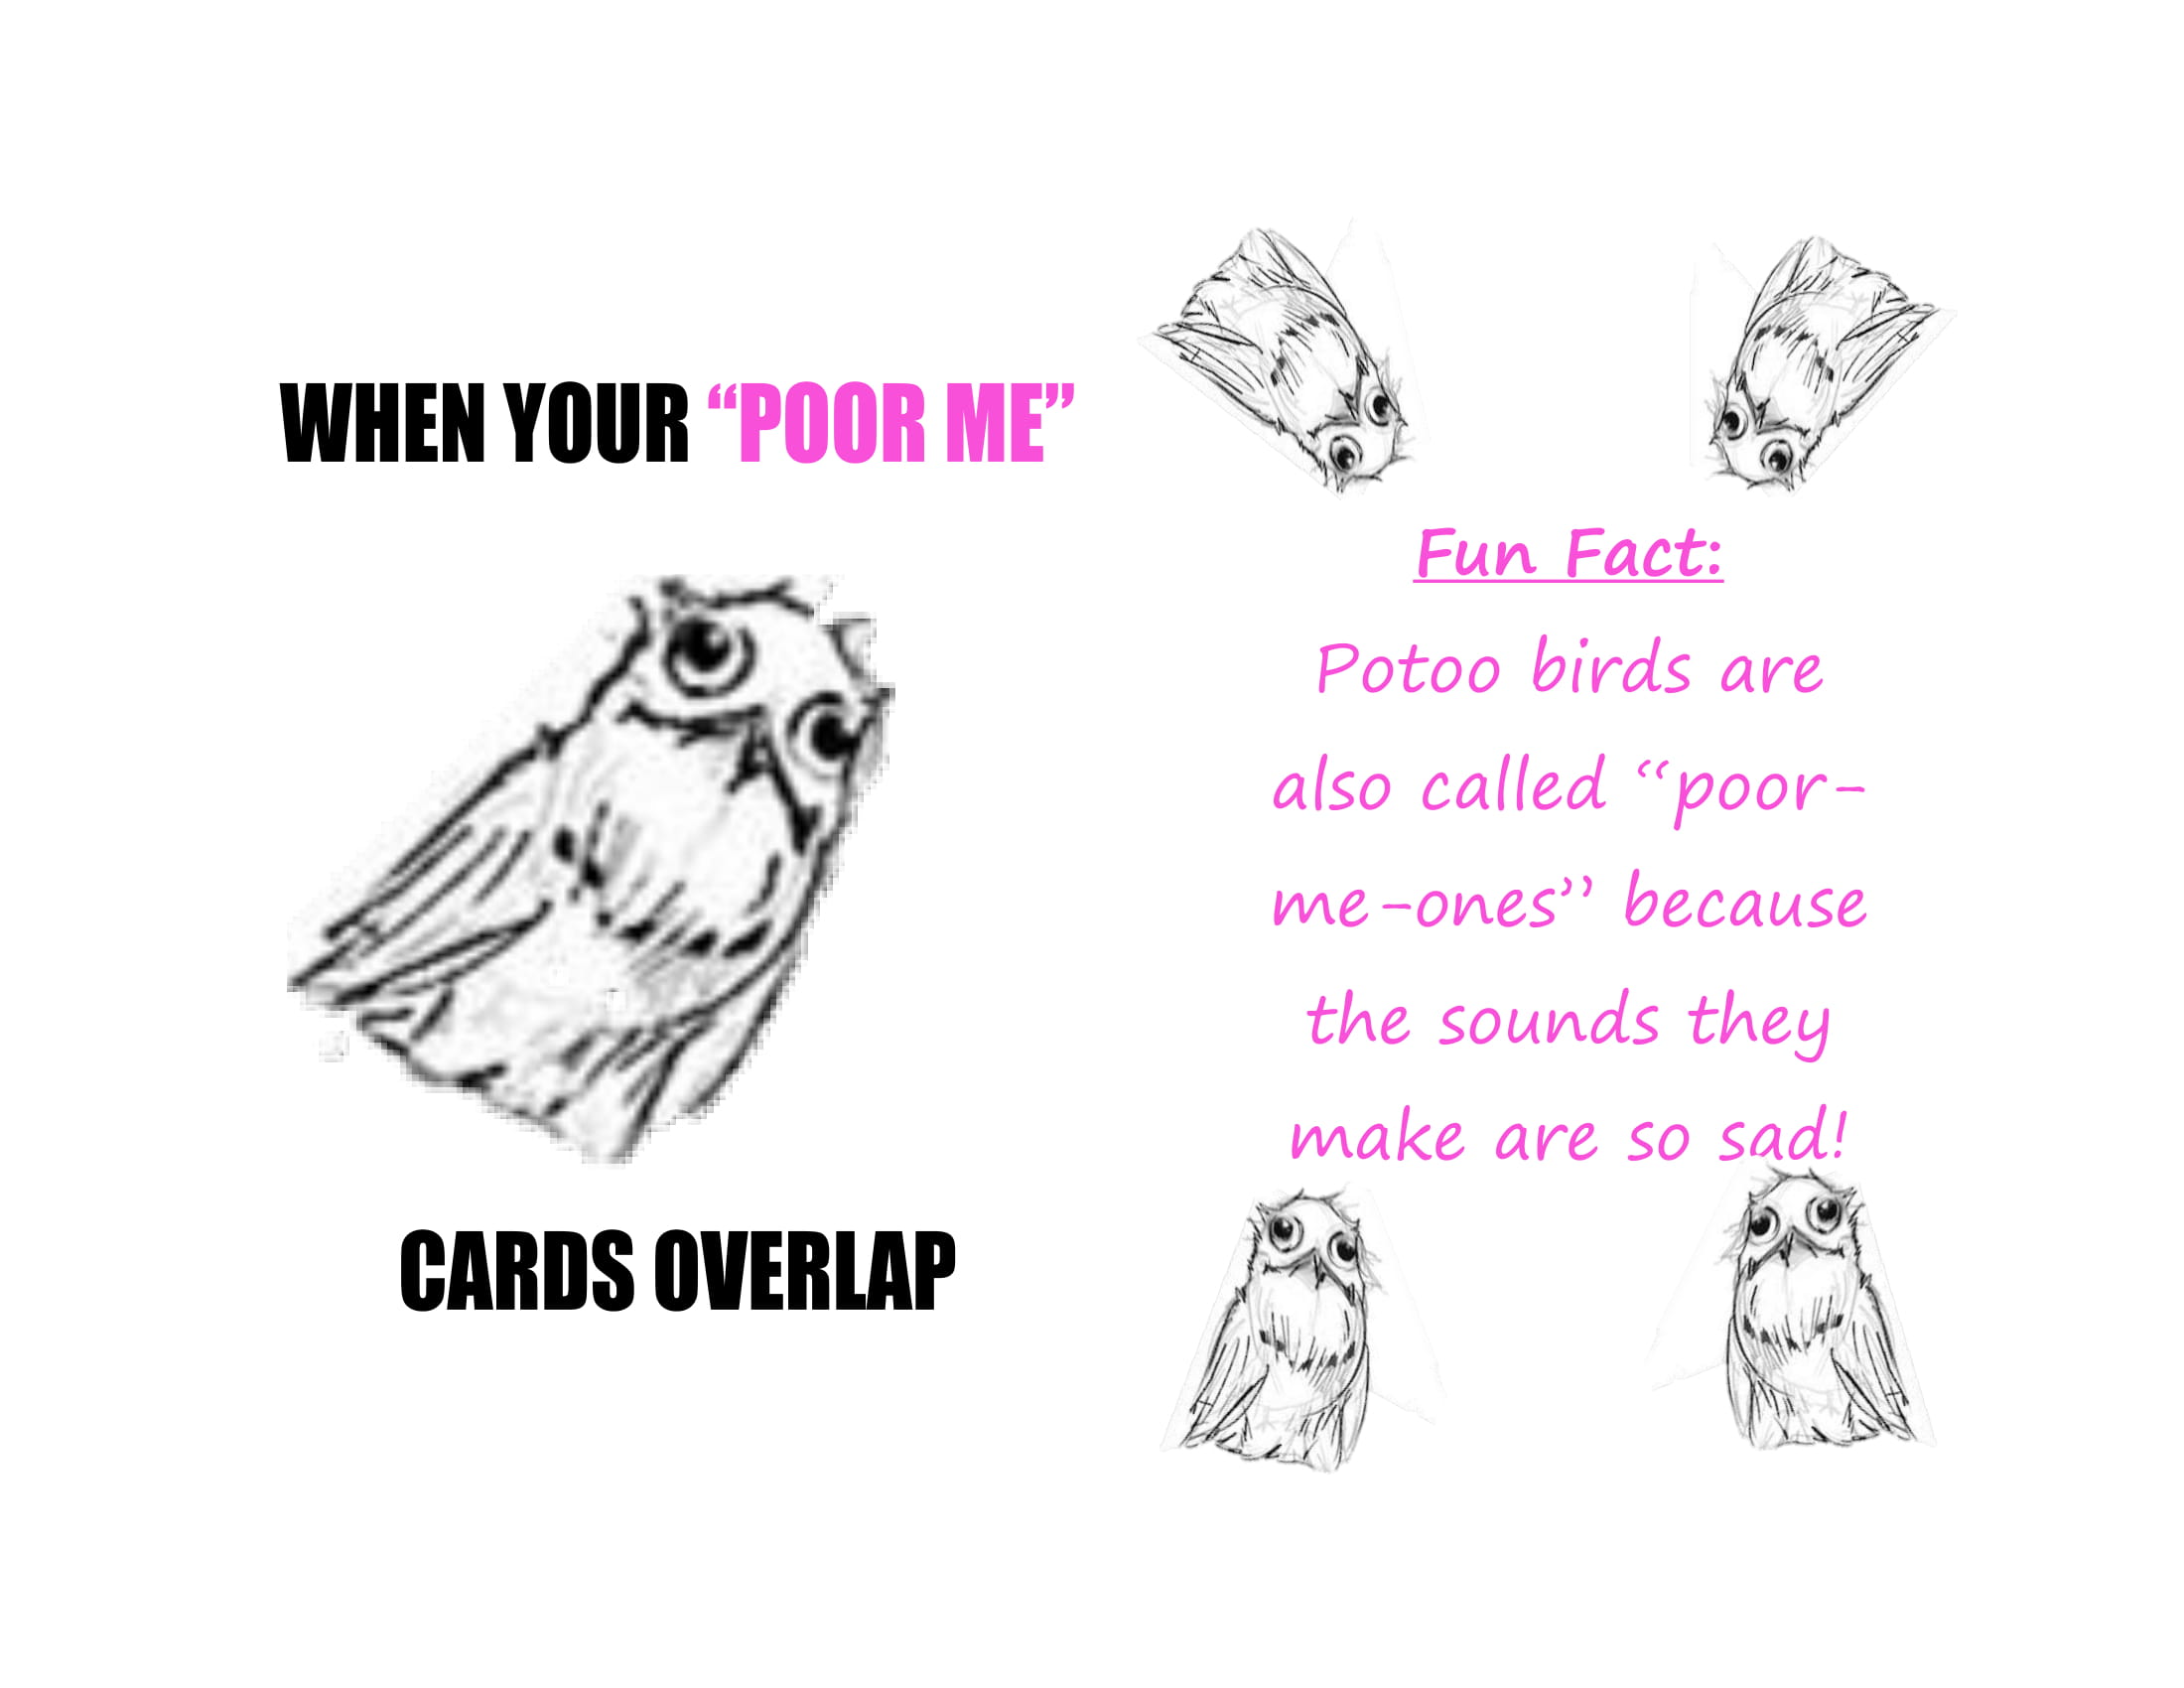 WHEN YOUR “POOR ME”
CARDS OVERLAP
Fun Fact:
Potoo birds are
also called “poor-
me-ones” because
the sounds they
make are so sad!